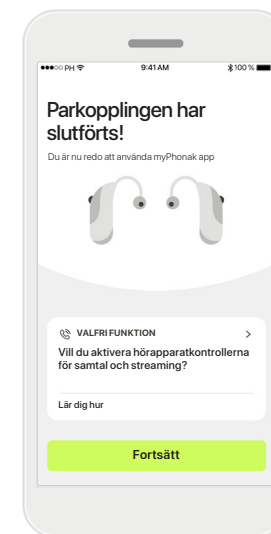 PH 9:41 AM 100 %
Parkopplingen har
slutförts!
Du är nu redo att använda myPhonak app
VALFRI FUNKTION
Vill du aktivera hörapparatkontrollerna
för samtal och streaming?
Lär dig hur
Fortsätt